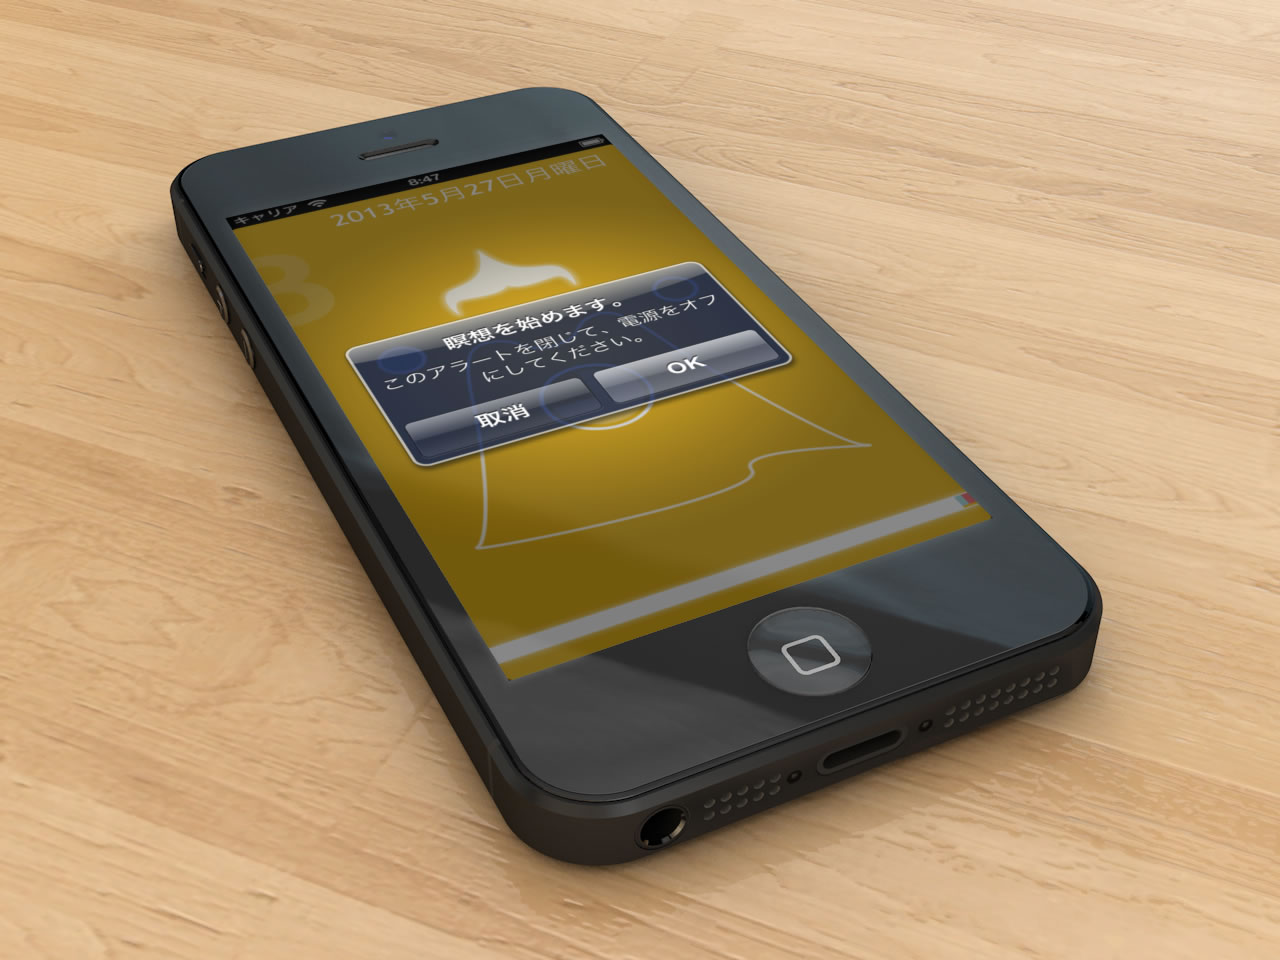 キャリア 8:47
2013年5月27日月曜日
3
瞑想を始めます。
このアラートを閉じて、電源をオフ
にしてください。
取消
OK